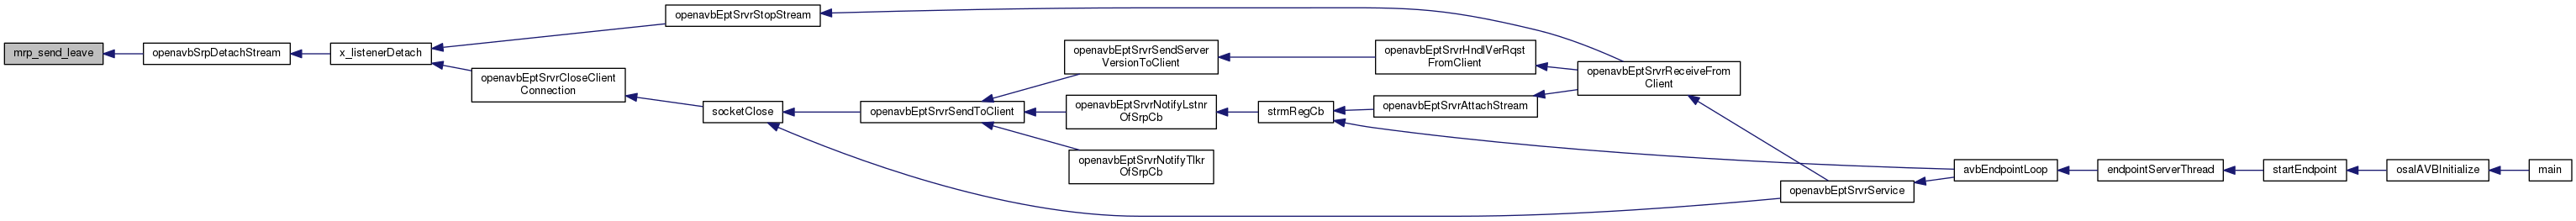 mrp_send_leave
openavbSrpDetachStream
x_listenerDetach
openavbEptSrvrStopStream
openavbEptSrvrCloseClient
Connection
socketClose
openavbEptSrvrSendToClient
openavbEptSrvrSendServer
VersionToClient
openavbEptSrvrNotifyLstnr
OfSrpCb
openavbEptSrvrNotifyTlkr
OfSrpCb
strmRegCb
openavbEptSrvrHndlVerRqst
FromClient
openavbEptSrvrAttachStream
openavbEptSrvrReceiveFrom
Client
openavbEptSrvrService
avbEndpointLoop
endpointServerThread
startEndpoint
osalAVBInitialize
main